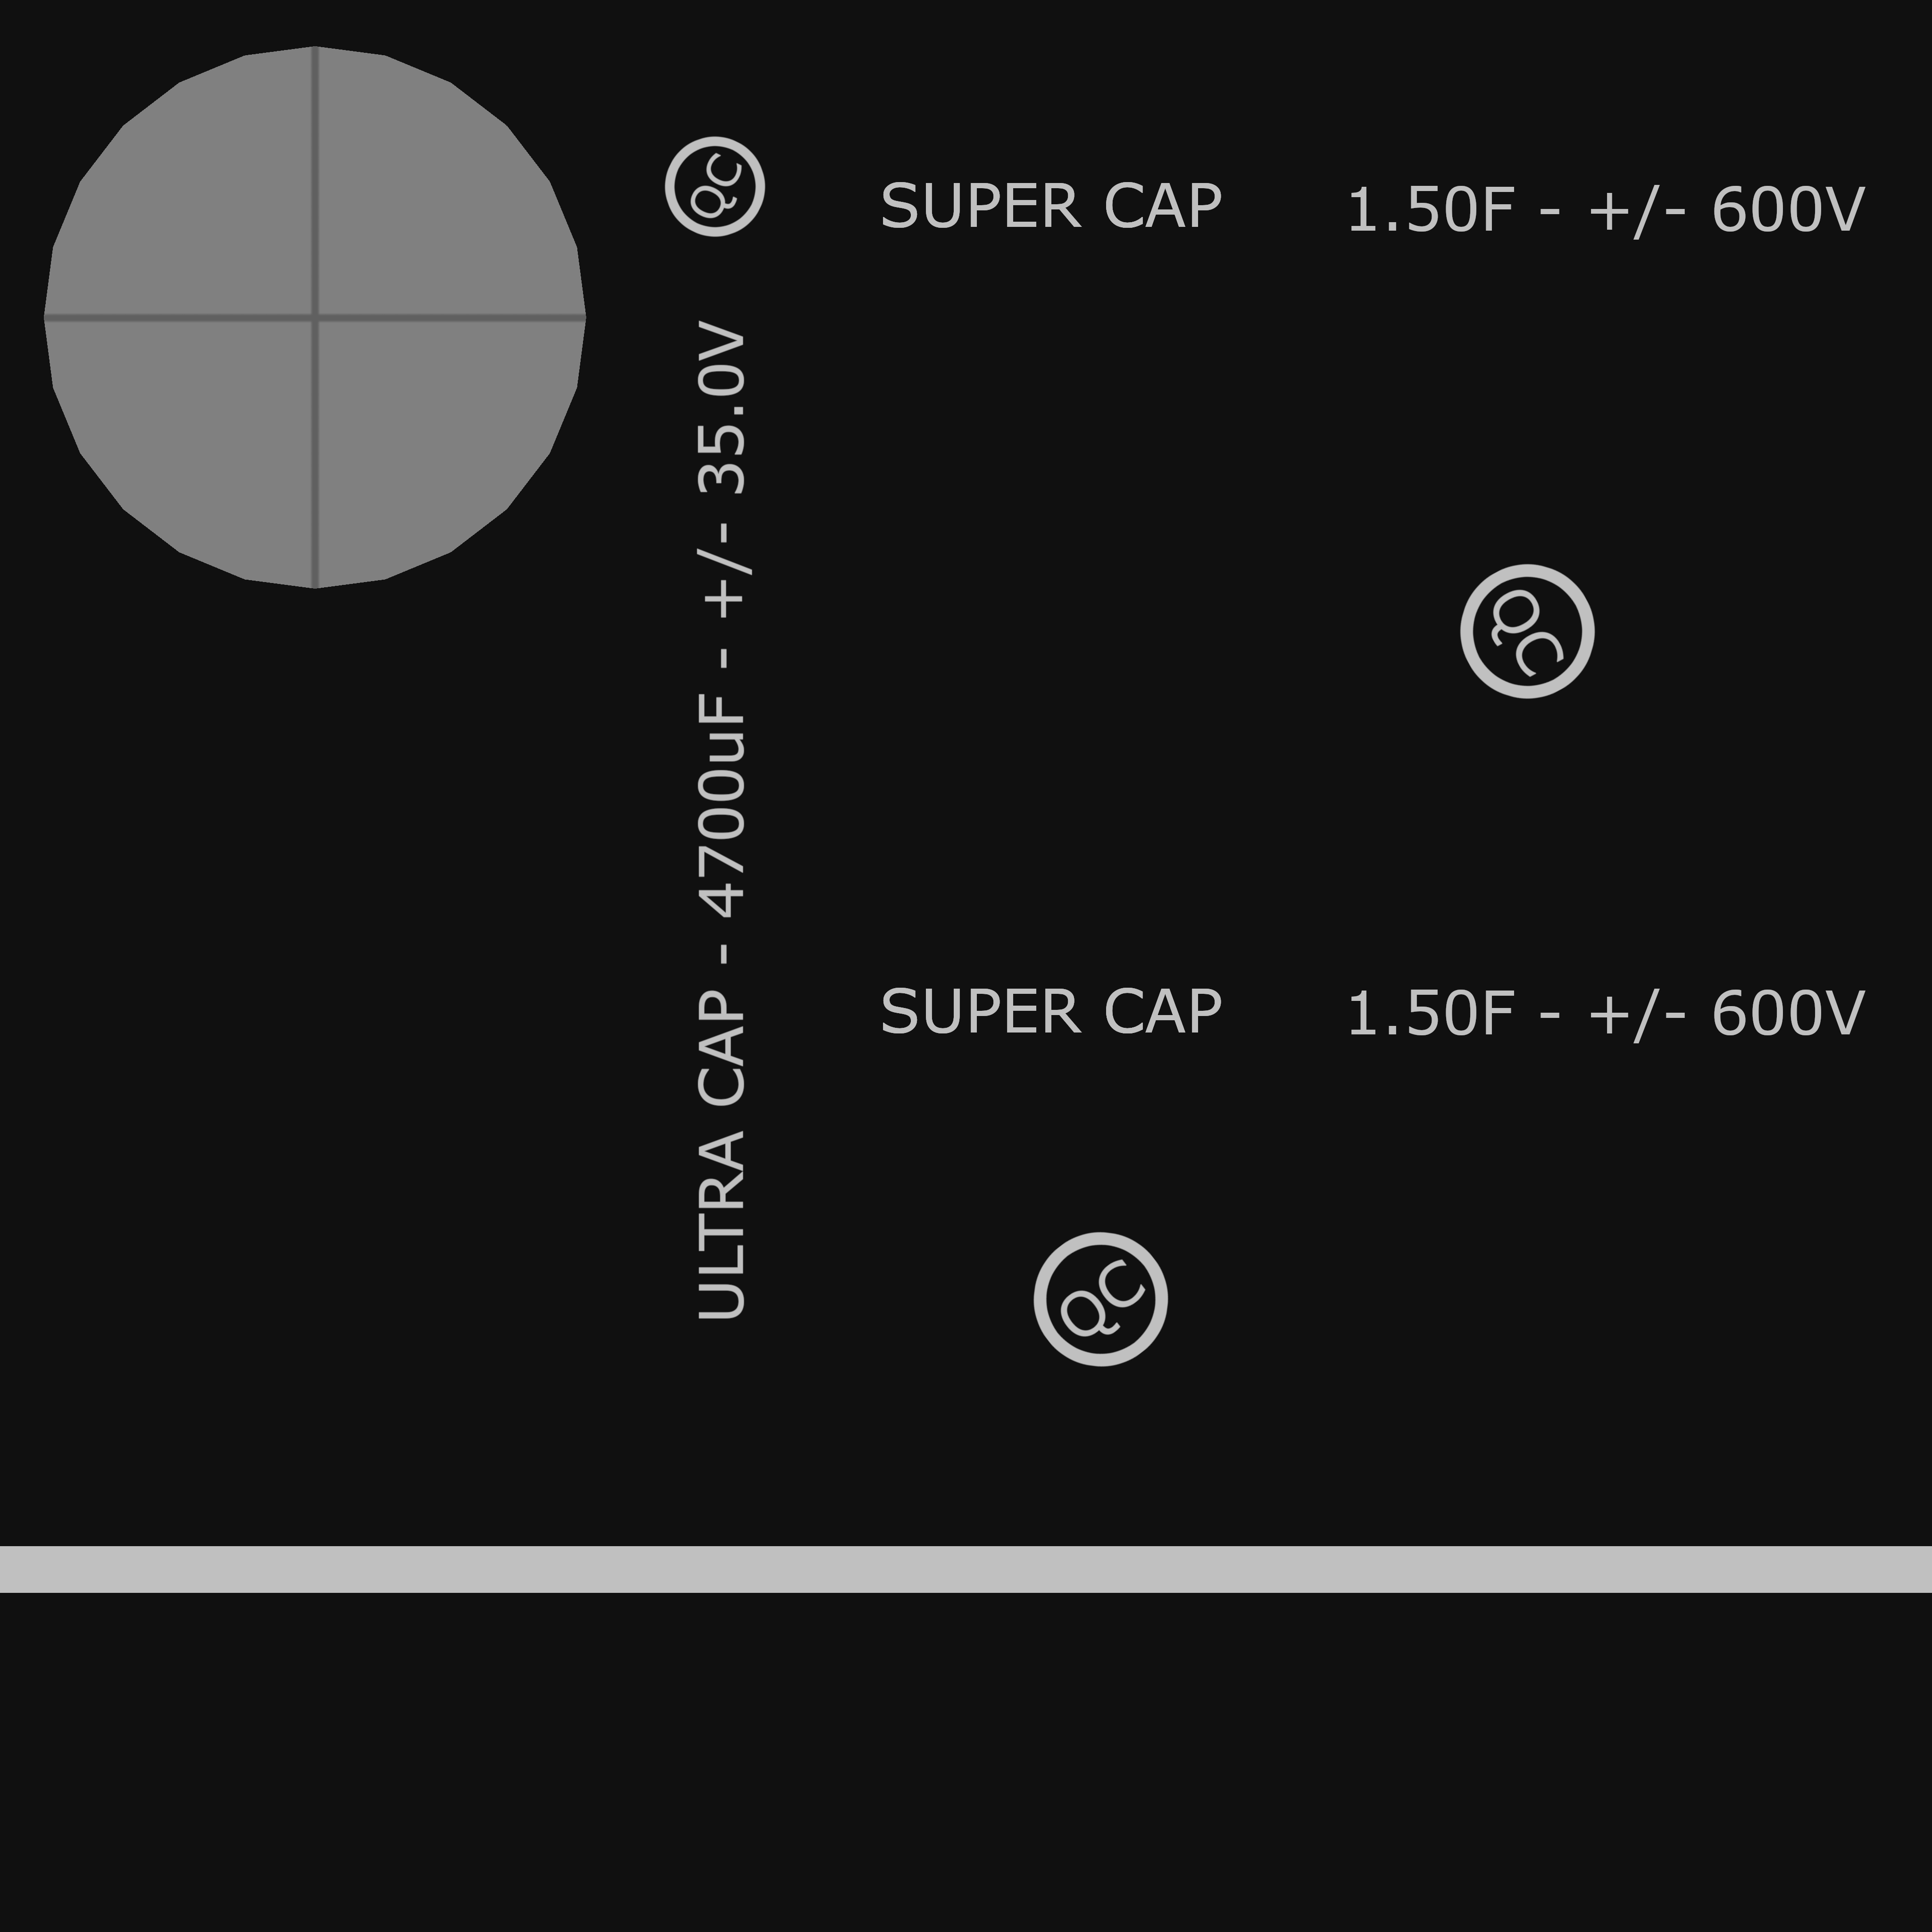 QC
SUPER CAP
1.50F - +/- 600V
ULTRA CAP - 4700uF - +/- 35.0V
QC
SUPER CAP
1.50F - +/- 600V
QC